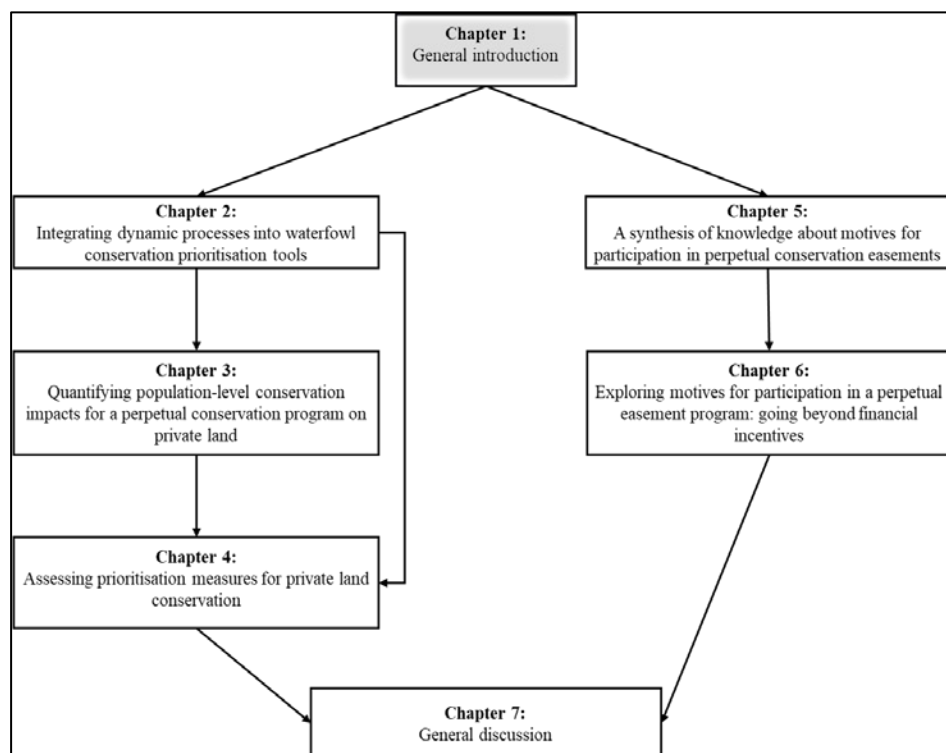 Chapter 1:
General introduction
Chapter 2:
Integrating dynamic processes into waterfowl
conservation prioritisation tools
Chapter 5:
A synthesis of knowledge about motives for
participation in perpetual conservation easements
Chapter 3:
Quantifying population-level conservation
impacts for a perpetual conservation program on
private land
Chapter 6:
Exploring motives for participation in a perpetual
easement program: going beyond financial
incentives
Chapter 4:
Assessing prioritisation measures for private land
conservation
Chapter 7:
General discussion